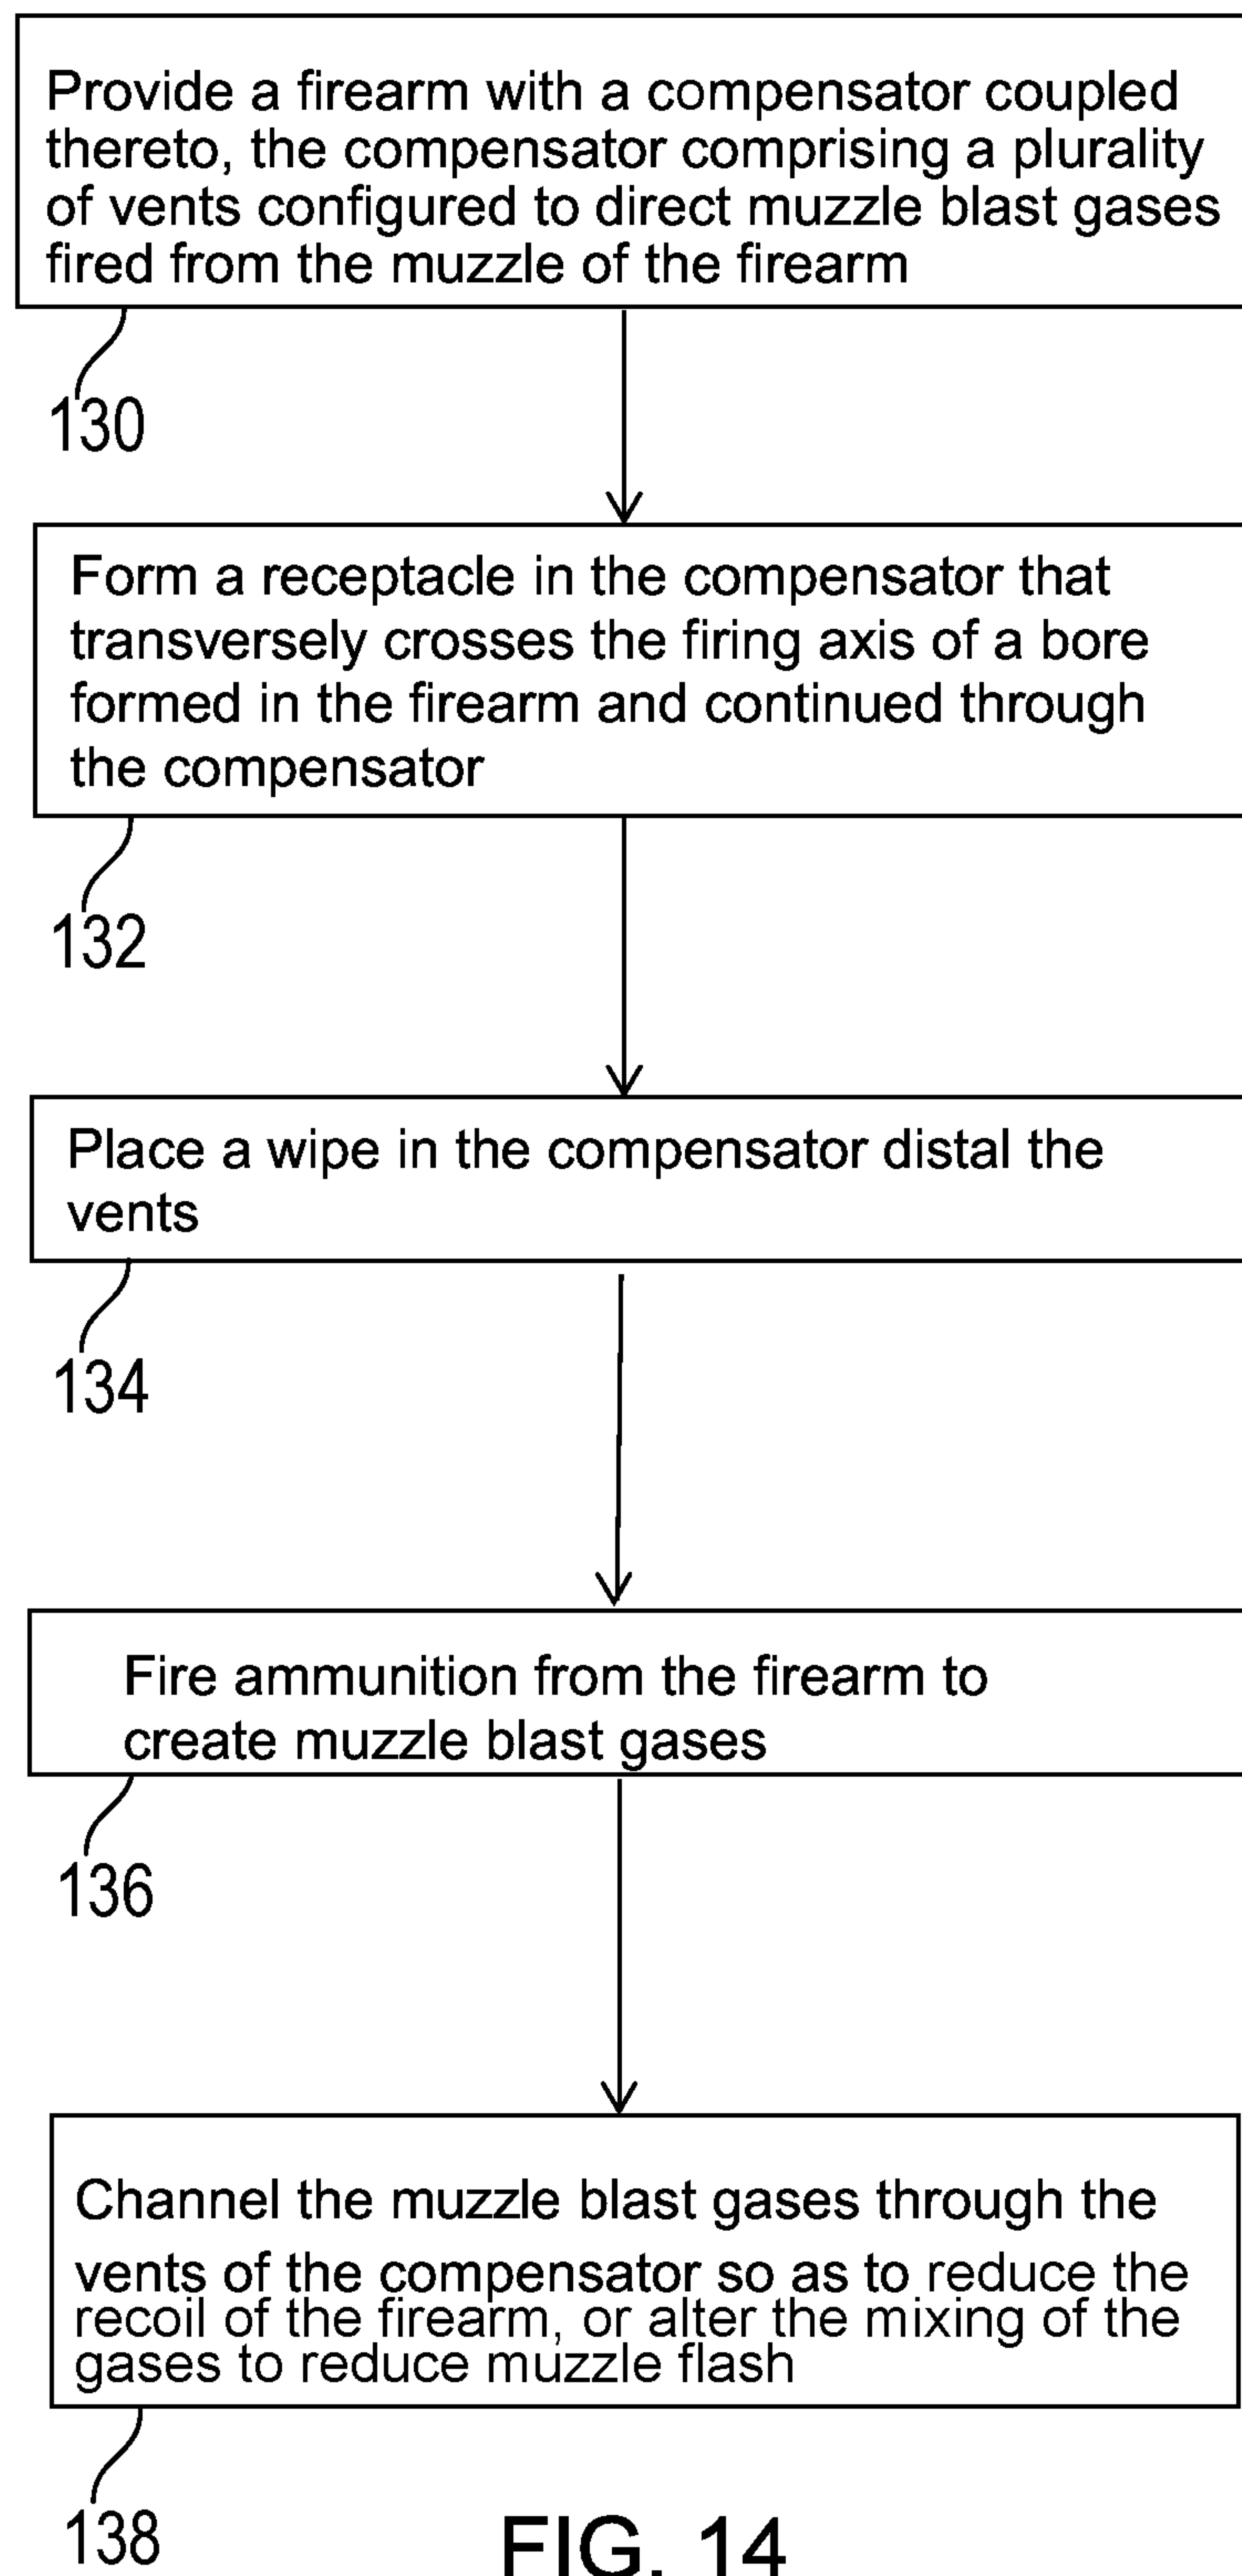 Provide a firearm with a compensator coupled
thereto, the compensator comprising a plurality
of vents configured to direct muzzle blast gases
fired from the muzzle of the firearm
130
Form a receptacle in the compensator that
transversely crosses the firing axis of a bore
formed in the firearm and continued through
the compensator
132
Place a wipe in the compensator distal the
vents
134
Fire ammunition from the firearm to
create muzzle blast gases
136
Channel the muzzle blast gases through the
vents of the compensator so as to reduce the
recoil of the firearm, or alter the mixing of the
gases to reduce muzzle flash
138
FIG. 14